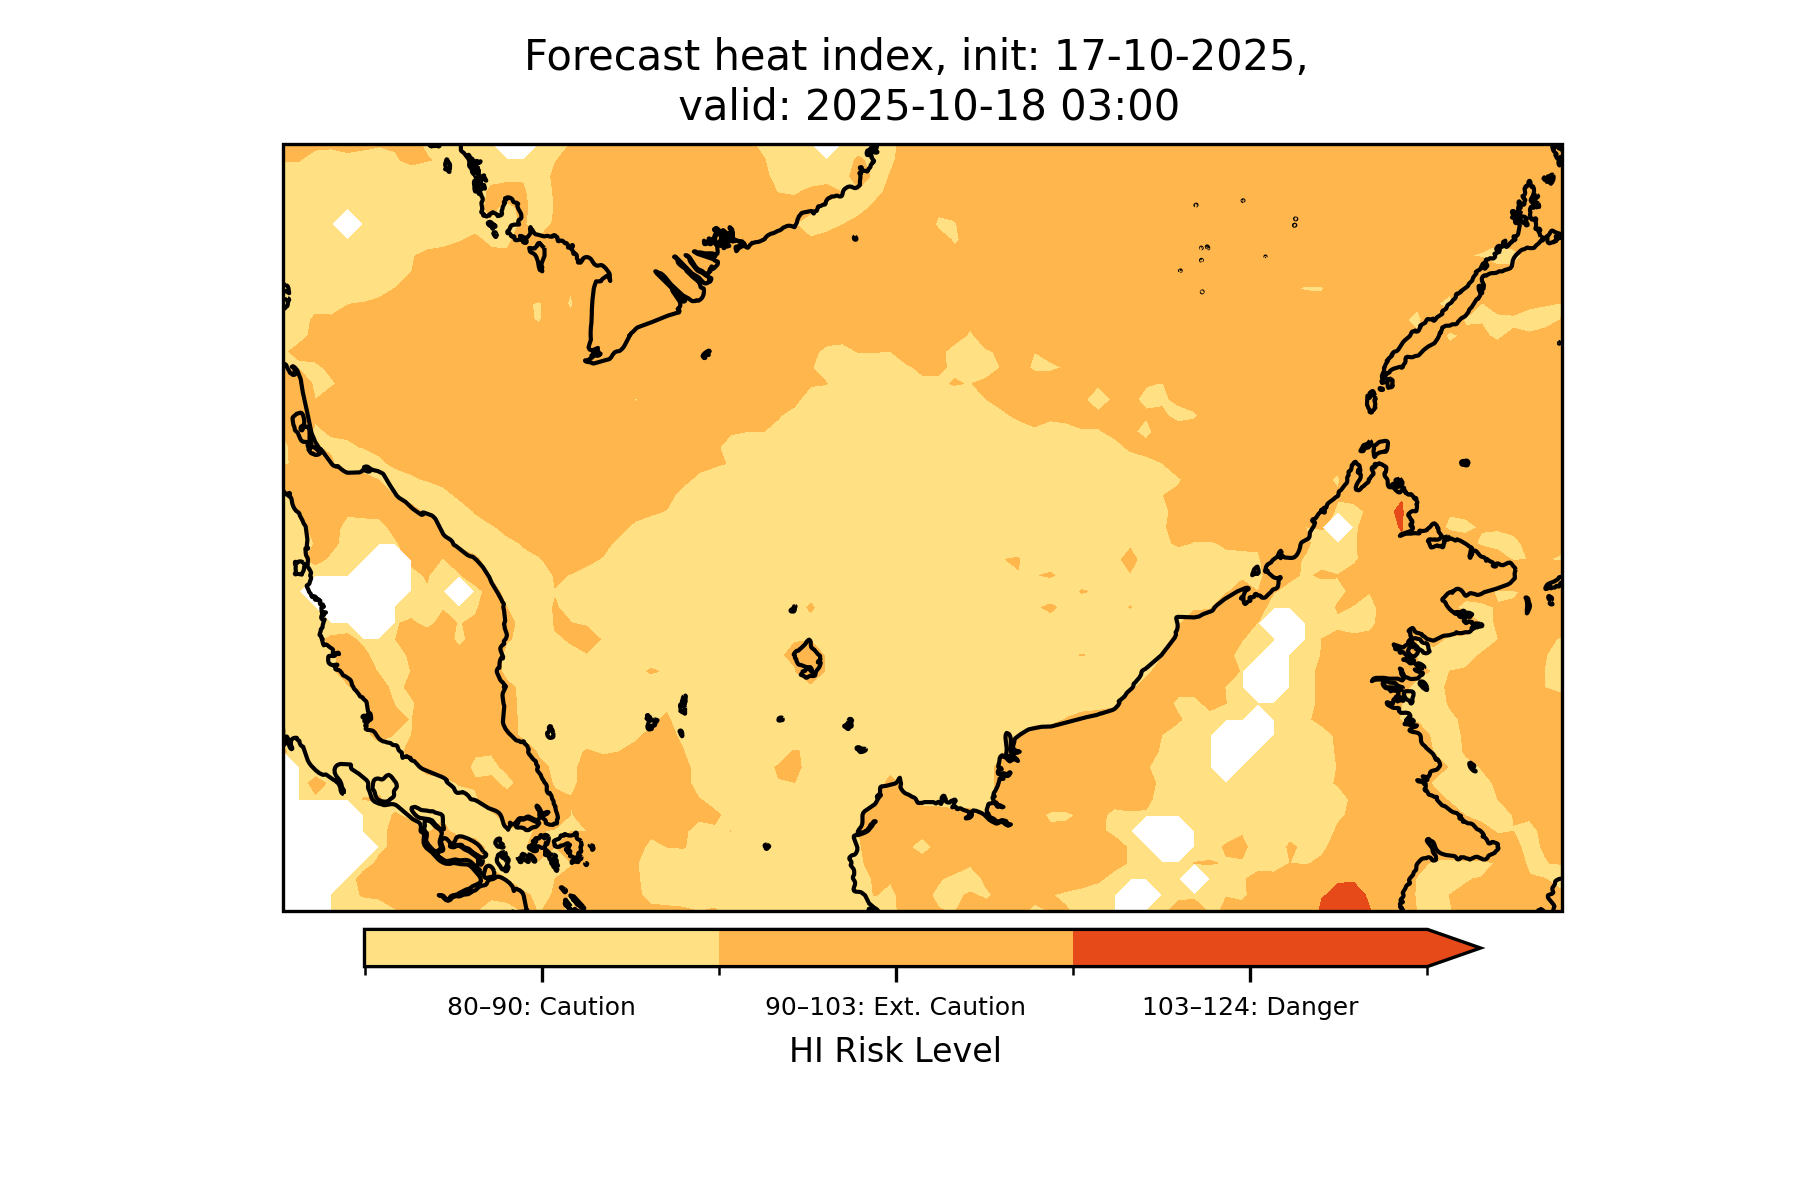 Forecast heat index, init: 17-10-2025,
valid: 2025-10-18 03:00
80–90: Caution
90–103: Ext. Caution
103–124: Danger
HI Risk Level